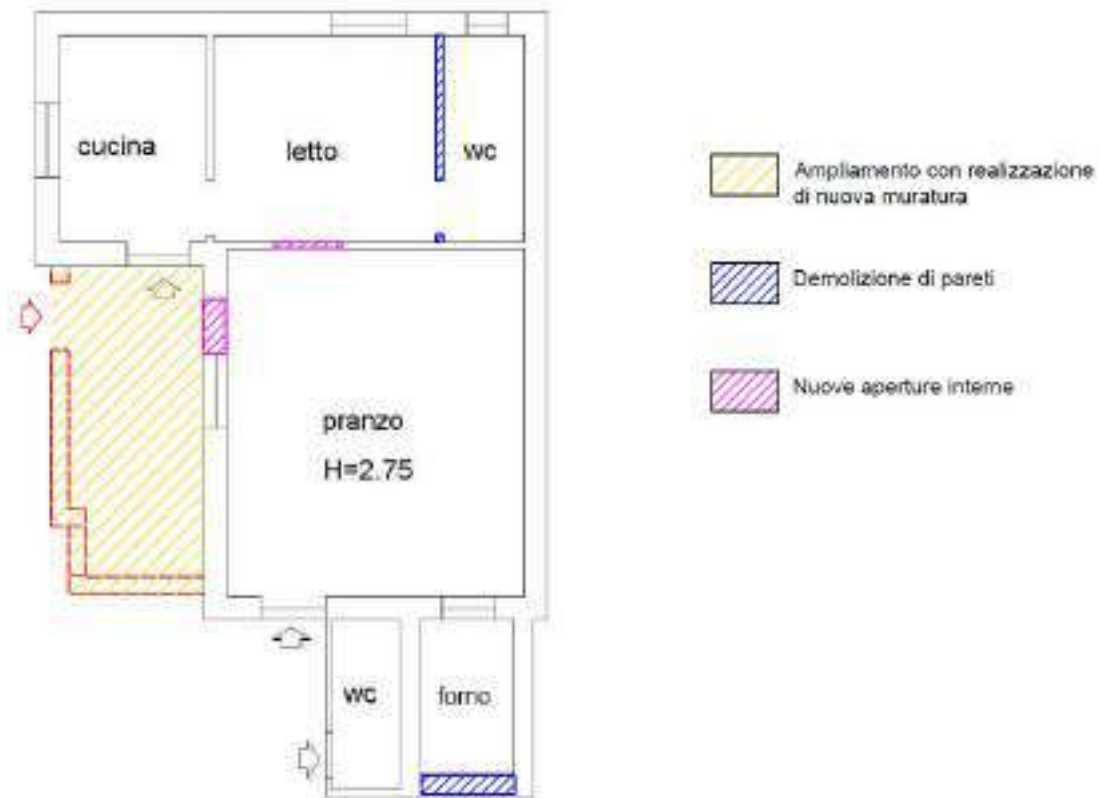 cucina
letto
wc
Ampliamento con realizzazione
di nuova muratura
Demolizione di pareti
Nuove aperture interne
pranzo
H=2.75
wc
forno